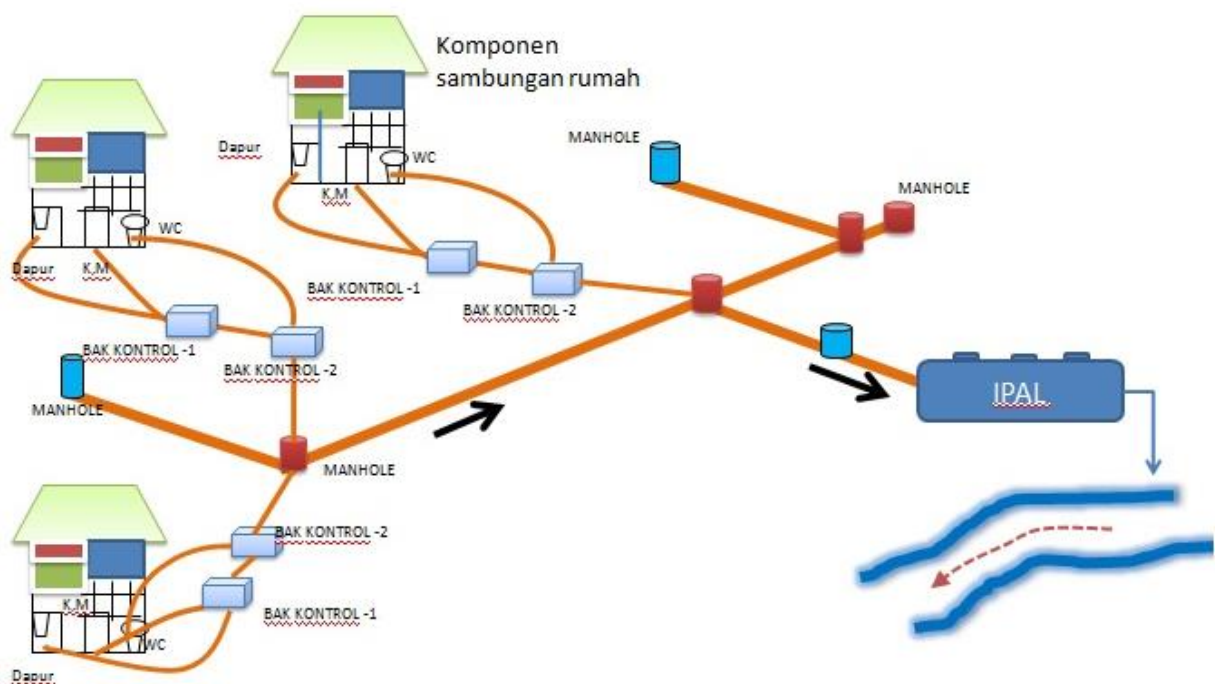 Komponen
sambungan rumah
Dapur
WC
K,M
MANHOLE
MANHOLE
BAK KONTROL -1
BAK KONTROL -2
WC
Dapur
K,M
BAK KONTROL -1
BAK KONTROL -2
MANHOLE
MANHOLE
IPAL
BAK KONTROL -2
BAK KONTROL -1
K,M
WC
Dapur